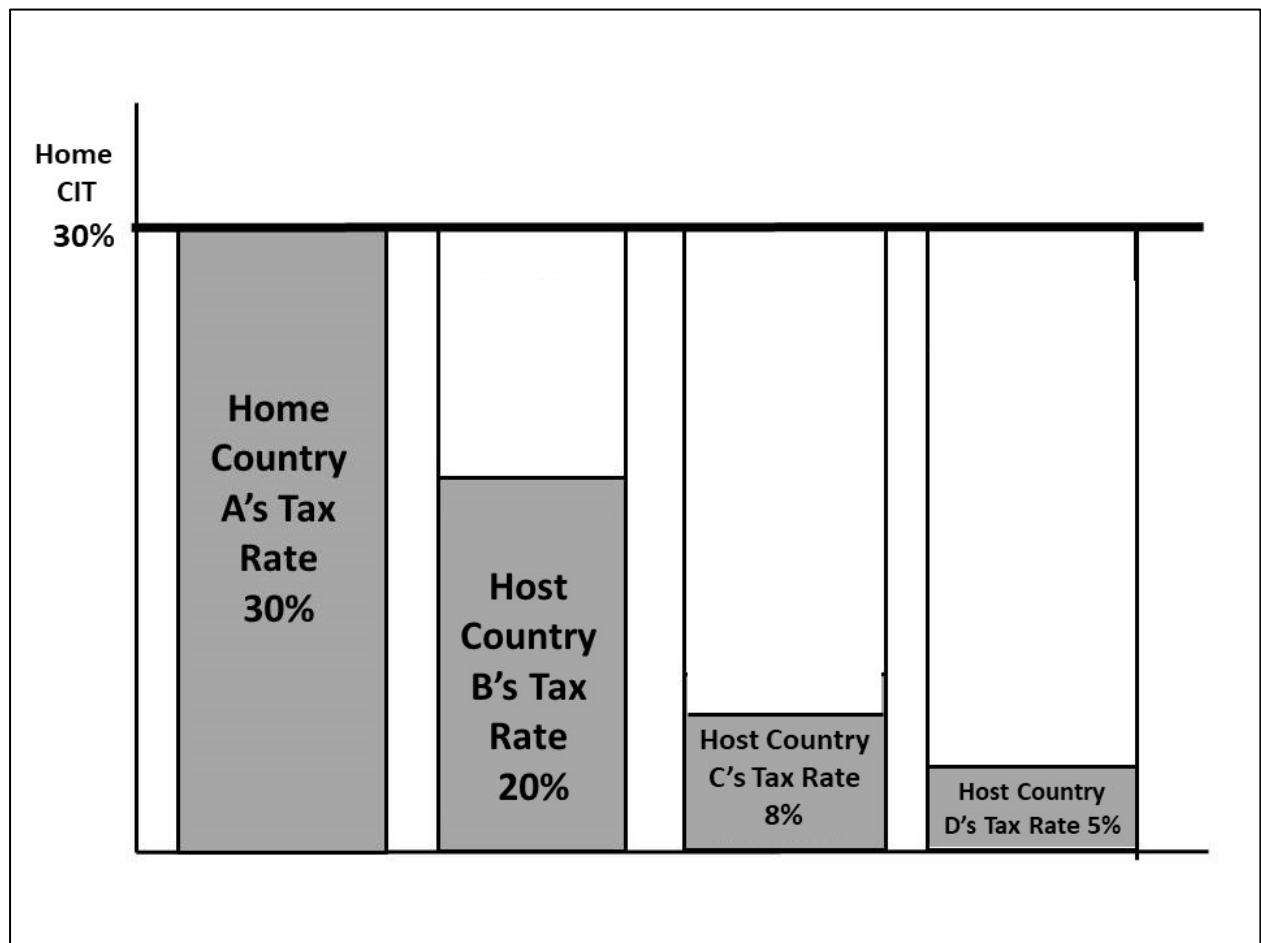 Home
CIT
30%
Home
Country
A’s Tax
Rate
30%
Host
Country
B’s Tax
Rate
20%
Host Country
C’s Tax Rate
8%
Host Country
D’s Tax Rate 5%